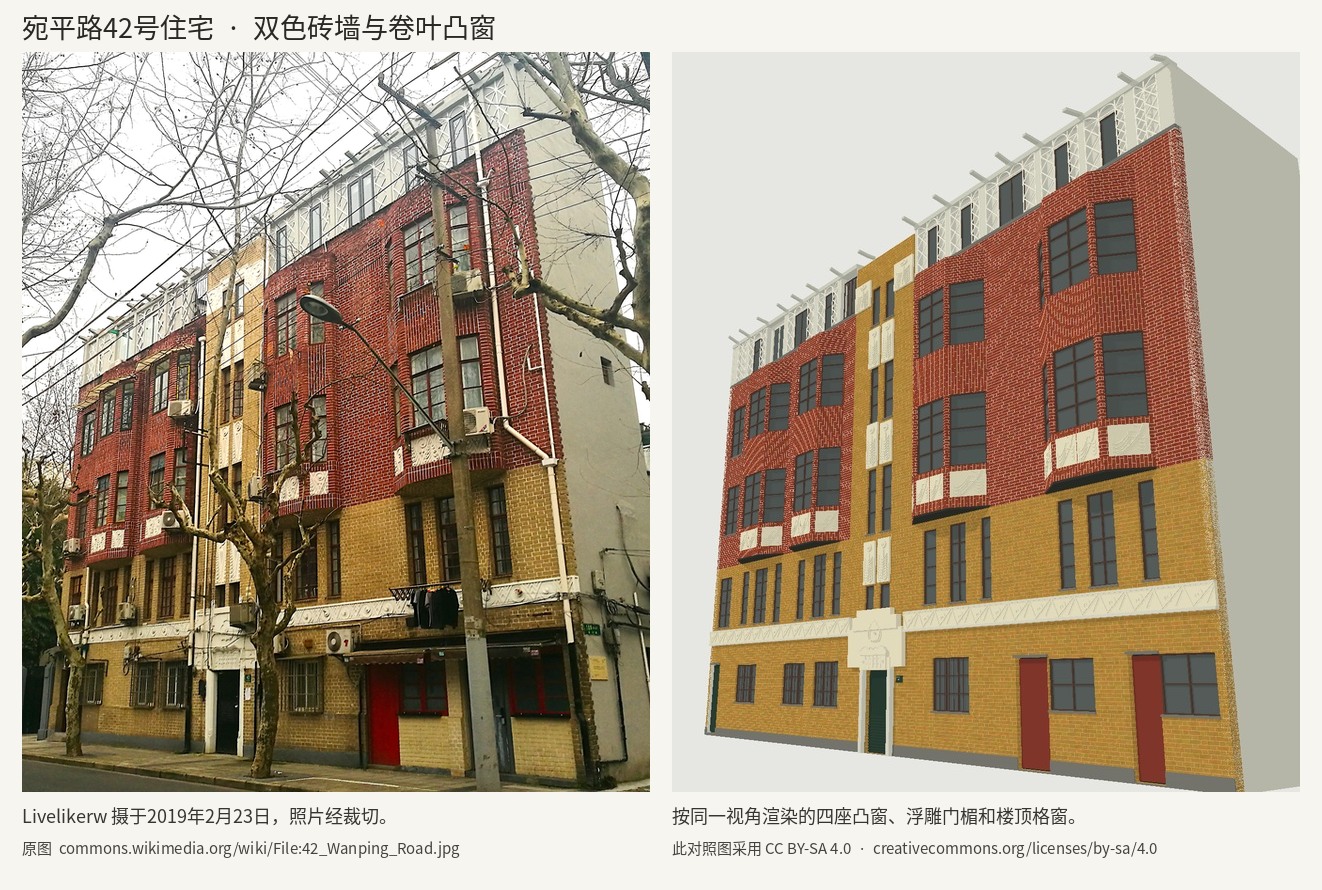 宛平路42号住宅 · 双色砖墙与卷叶凸窗
Livelikerw 摄于2019年2月23日，照片经裁切。
原图 commons.wikimedia.org/wiki/File:42_Wanping_Road.jpg
按同一视角渲染的四座凸窗、浮雕门楣和楼顶格窗。
此对照图采用 CC BY-SA 4.0 · creativecommons.org/licenses/by-sa/4.0